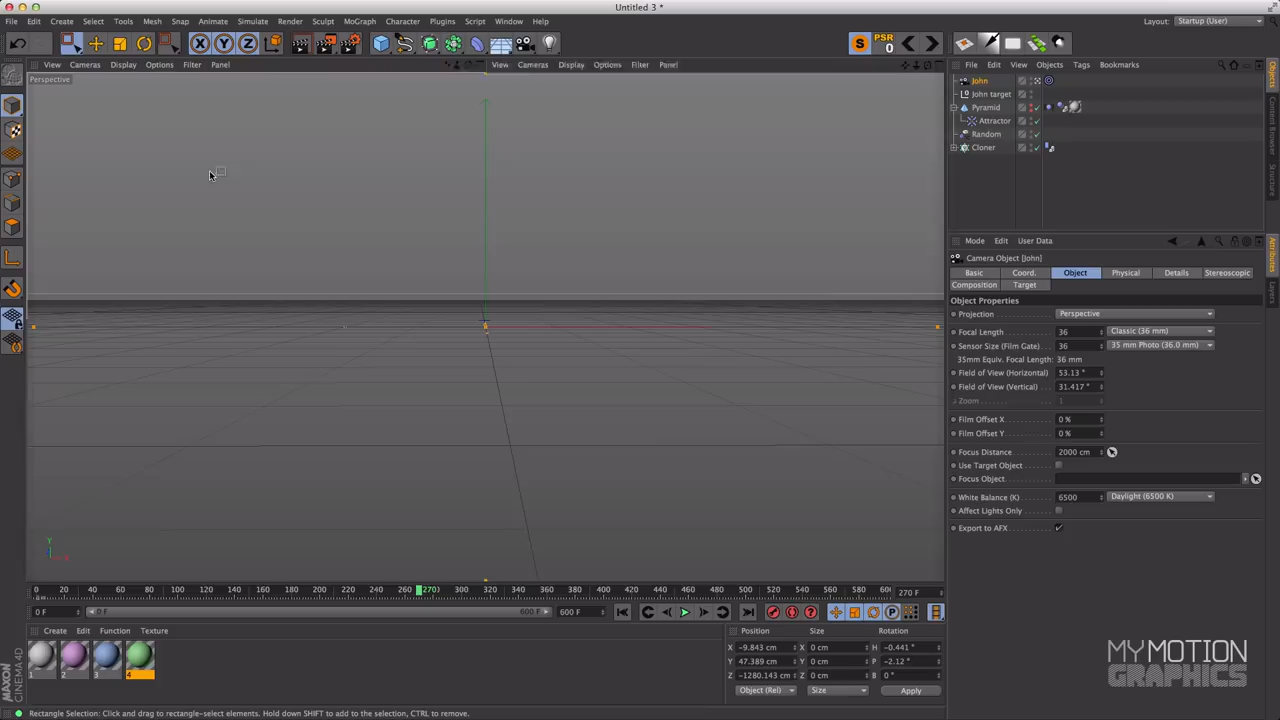 Untitled 3 *
File Edit Create Select Tools Mesh Snap Animate Simulate Render Sculpt MoGraph Character Plugins Script Window Help
Layout: Startup (User)
X Y Z S PSR 0
View Cameras Display Options Filter Panel
View Cameras Display Options Filter Panel
File Edit View Objects Tags Bookmarks
Perspective
John
John target
Pyramid
Attractor
Random
Cloner
Objects
Content Browser
Structure
Attributes
Layers
Mode Edit User Data
Camera Object [John]
Basic Coord. Object Physical Details Stereoscopic
Composition Target
Object Properties
Projection Perspective
Focal Length 36 Classic (36 mm)
Sensor Size (Film Gate) 36 35 mm Photo (36.0 mm)
35mm Equiv. Focal Length: 36 mm
Field of View (Horizontal) 53.13 °
Field of View (Vertical) 31.417 °
Zoom 1
Film Offset X 0 %
Film Offset Y 0 %
Focus Distance 2000 cm
Use Target Object
Focus Object
White Balance (K) 6500 Daylight (6500 K)
Affect Lights Only
Export to AFX
Y
X
0 20 40 60 80 100 120 140 160 180 200 220 240 260 270 300 320 340 360 380 400 420 440 460 480 500 520 540 560 580 60 270 F
0 F 0 F 600 F 600 F
Create Edit Function Texture
1 2 3 4
Position Size Rotation
X -9.843 cm X 0 cm H -0.441 °
Y 47.389 cm Y 0 cm P -2.12 °
Z -1280.143 cm Z 0 cm B 0 °
Object (Rel) Size Apply
MYMOTION
GRAPHICS
MAXON
CINEMA 4D
Rectangle Selection: Click and drag to rectangle-select elements. Hold down SHIFT to add to the selection, CTRL to remove.